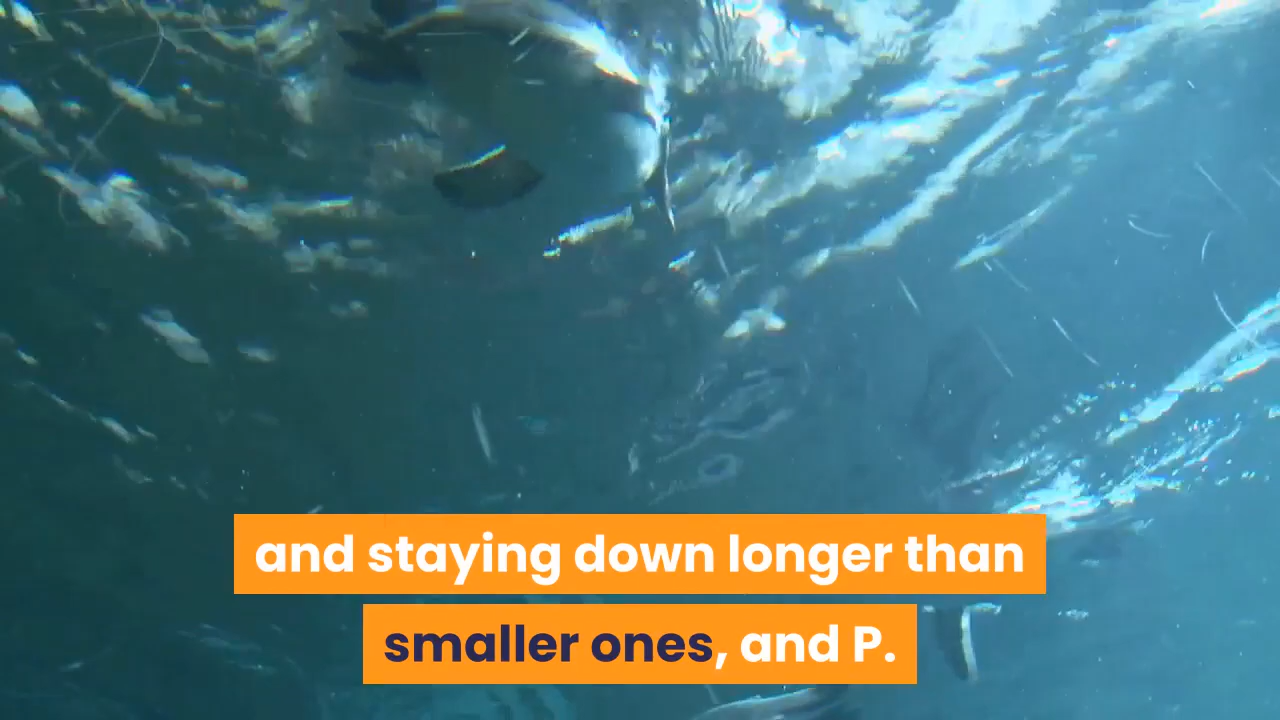 and staying down longer than
smaller ones, and P.